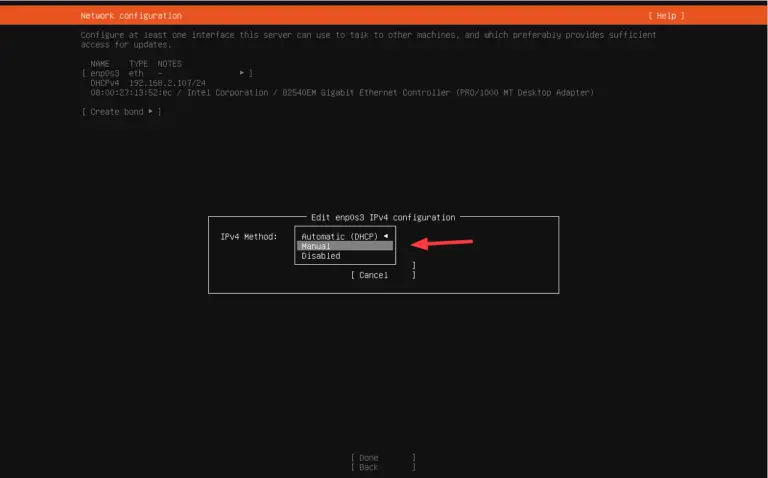 Network configuration [ Help ]
Configure at least one interface this server can use to talk to other machines, and which preferably provides sufficient
access for updates.
NAME TYPE NOTES
[ enp0s3 eth - ▸ ]
DHCPv4 192.168.2.107/24
08:00:27:13:52:ec / Intel Corporation / 82540EM Gigabit Ethernet Controller (PRO/1000 MT Desktop Adapter)
[ Create bond ▸ ]
Edit enp0s3 IPv4 configuration
IPv4 Method: Automatic (DHCP) ◂
Manual
Disabled
]
[ Cancel ]
[ Done ]
[ Back ]